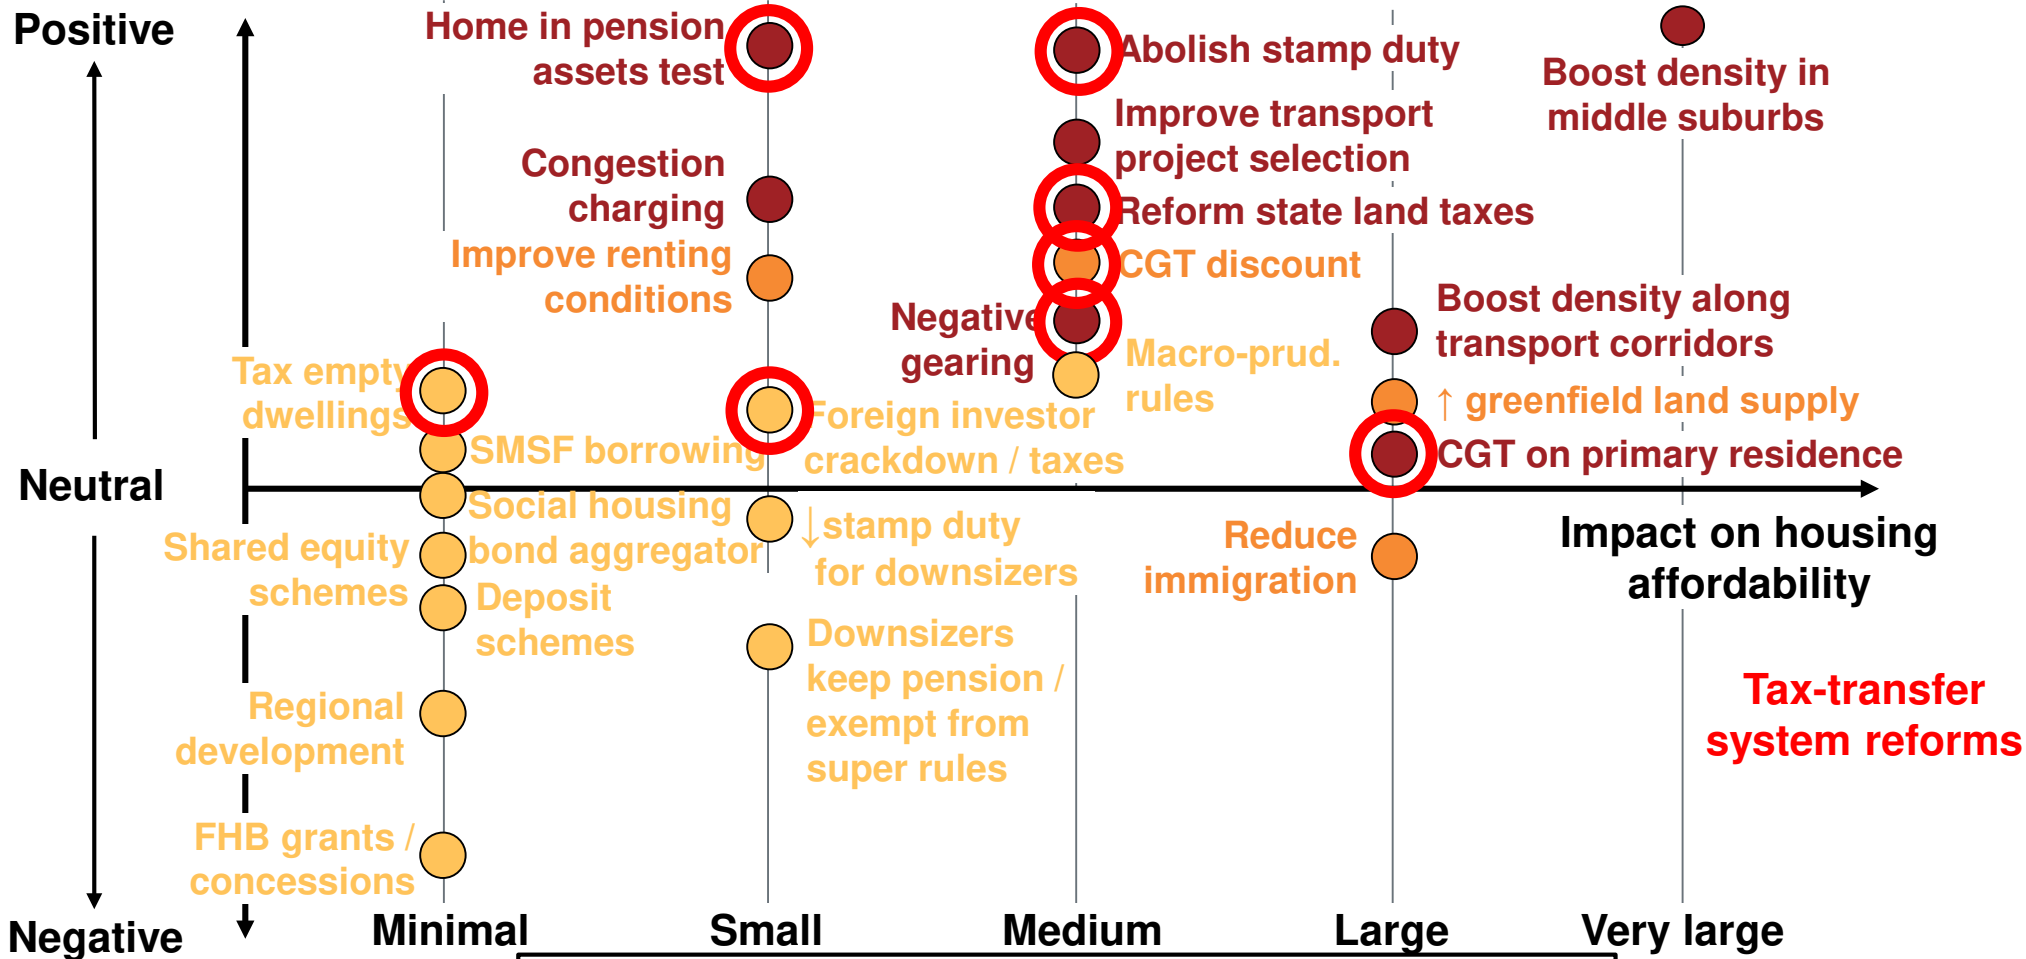 Positive
Home in pension
assets test
Abolish stamp duty
Boost density in
middle suburbs
Improve transport
project selection
Congestion
charging
Reform state land taxes
Improve renting
conditions
CGT discount
Negative
gearing
Boost density along
transport corridors
Macro-prud.
rules
Tax empty
dwellings
↑ greenfield land supply
Foreign investor
crackdown / taxes
SMSF borrowing
CGT on primary residence
Neutral
Social housing
bond aggregator
↓stamp duty
for downsizers
Reduce
immigration
Impact on housing
affordability
Shared equity
schemes
Deposit
schemes
Downsizers
keep pension /
exempt from
super rules
Tax-transfer
system reforms
Regional
development
FHB grants /
concessions
Negative
Minimal
Small
Medium
Large
Very large